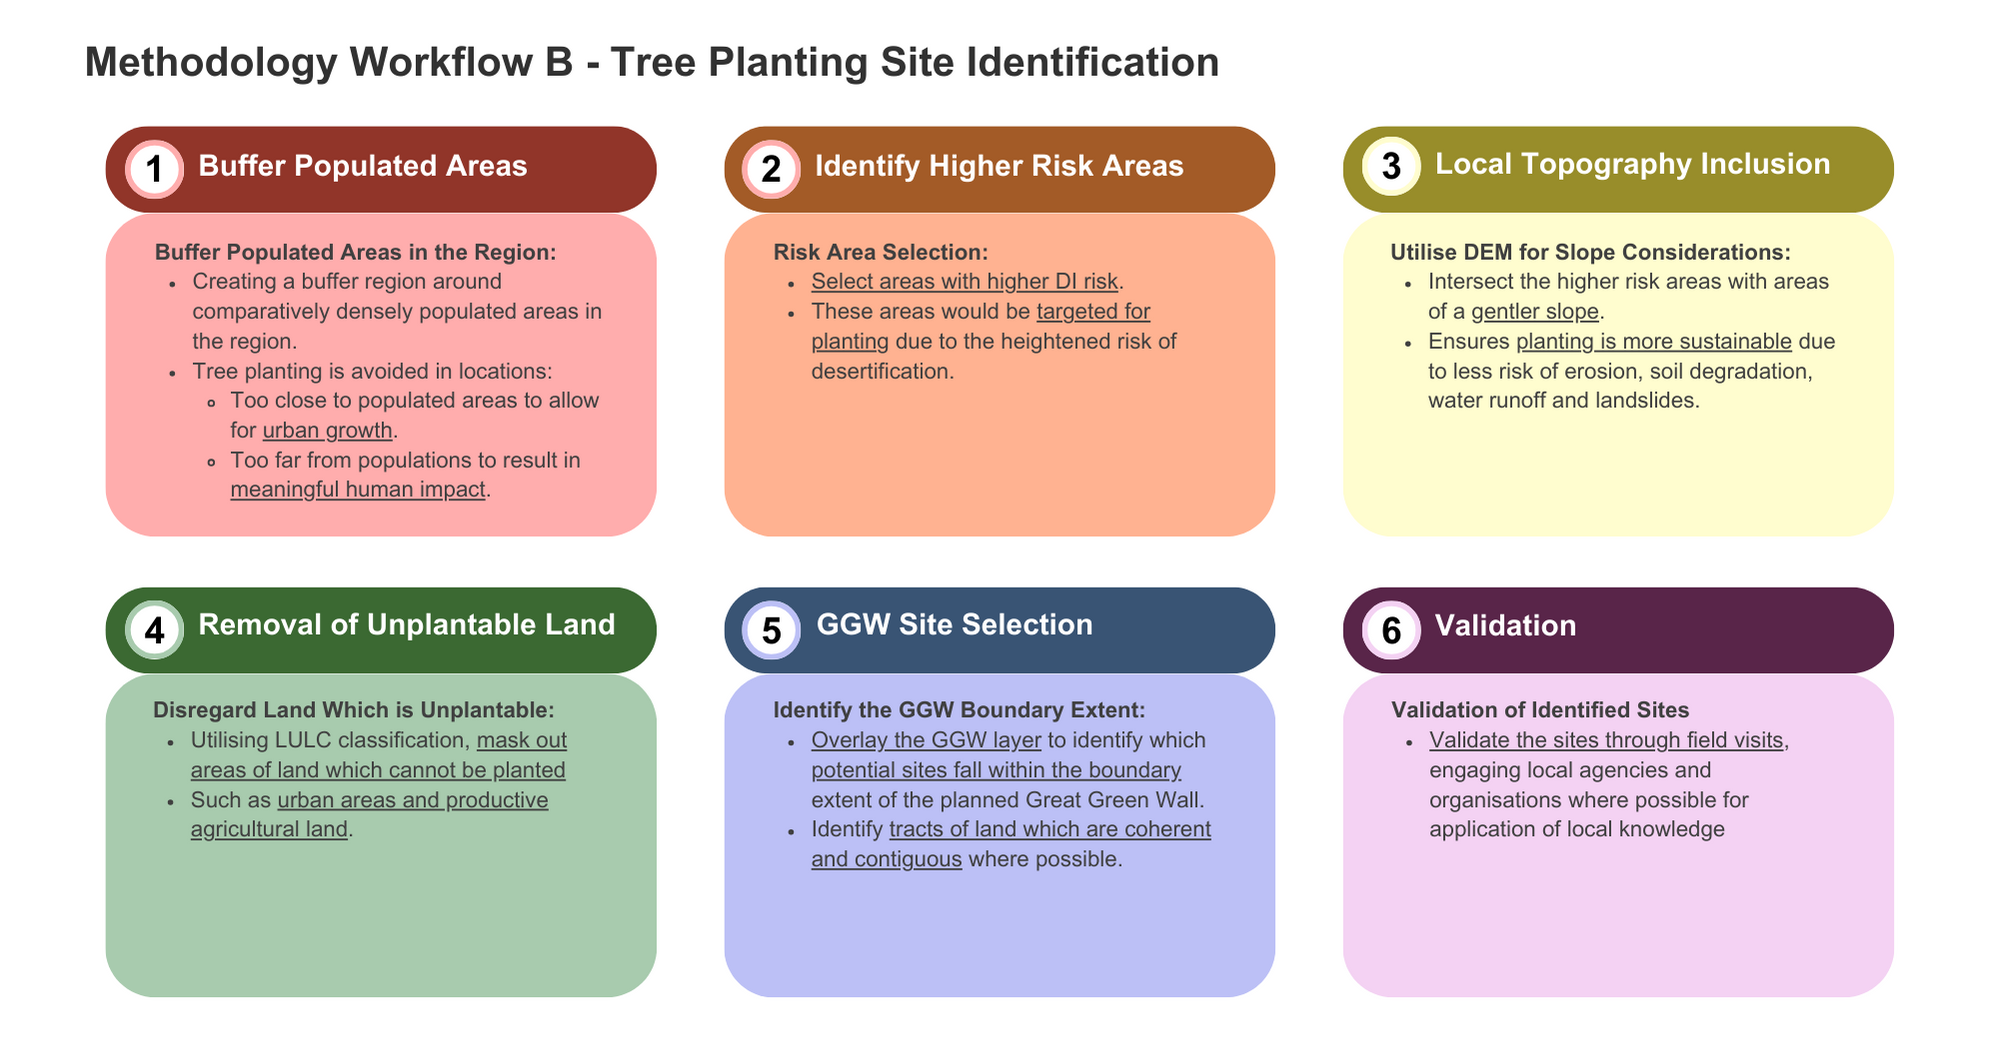 Methodology Workflow B - Tree Planting Site Identification
1 Buffer Populated Areas
Buffer Populated Areas in the Region:
• Creating a buffer region around
comparatively densely populated areas in
the region.
• Tree planting is avoided in locations:
◦ Too close to populated areas to allow
for urban growth.
◦ Too far from populations to result in
meaningful human impact.
2 Identify Higher Risk Areas
Risk Area Selection:
• Select areas with higher DI risk.
• These areas would be targeted for
planting due to the heightened risk of
desertification.
3 Local Topography Inclusion
Utilise DEM for Slope Considerations:
• Intersect the higher risk areas with areas
of a gentler slope.
• Ensures planting is more sustainable due
to less risk of erosion, soil degradation,
water runoff and landslides.
4 Removal of Unplantable Land
Disregard Land Which is Unplantable:
• Utilising LULC classification, mask out
areas of land which cannot be planted
• Such as urban areas and productive
agricultural land.
5 GGW Site Selection
Identify the GGW Boundary Extent:
• Overlay the GGW layer to identify which
potential sites fall within the boundary
extent of the planned Great Green Wall.
• Identify tracts of land which are coherent
and contiguous where possible.
6 Validation
Validation of Identified Sites
• Validate the sites through field visits,
engaging local agencies and
organisations where possible for
application of local knowledge